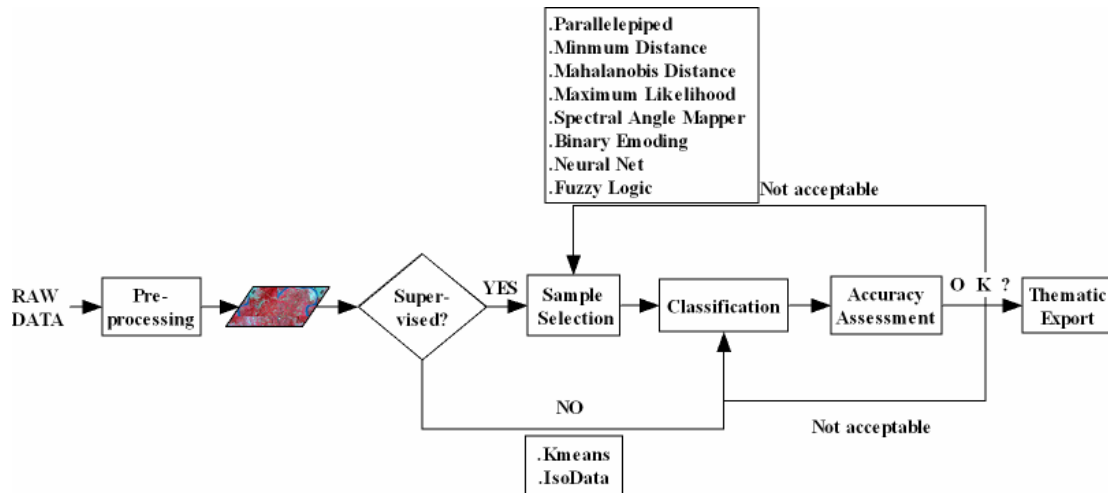 .Parallelepiped
.Minmum Distance
.Mahalanobis Distance
.Maximum Likelihood
.Spectral Angle Mapper
.Binary Emoding
.Neural Net
.Fuzzy Logic
Not acceptable
RAW
DATA
Pre-
processing
Super-
vised?
YES
Sample
Selection
Classification
Accuracy
Assessment
O K ?
Thematic
Export
NO
Not acceptable
.Kmeans
.IsoData